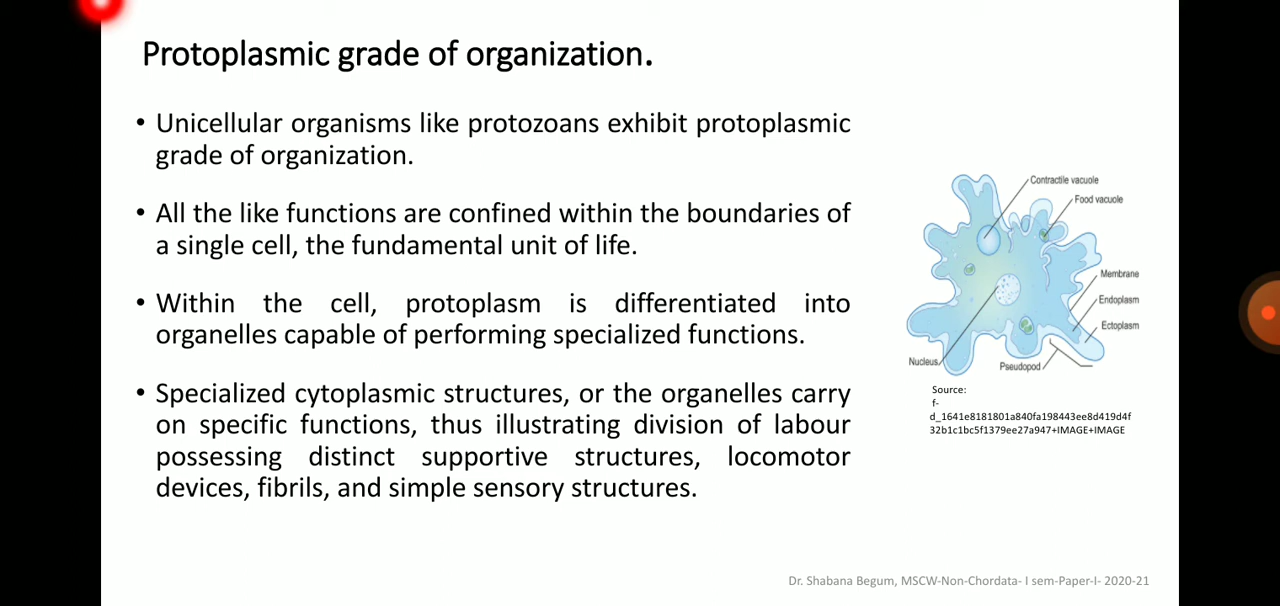 Protoplasmic grade of organization.
• Unicellular organisms like protozoans exhibit protoplasmic
grade of organization.
• All the like functions are confined within the boundaries of
a single cell, the fundamental unit of life.
• Within the cell, protoplasm is differentiated into
organelles capable of performing specialized functions.
• Specialized cytoplasmic structures, or the organelles carry
on specific functions, thus illustrating division of labour
possessing distinct supportive structures, locomotor
devices, fibrils, and simple sensory structures.
Contractile vacuole
Food vacuole
Membrane
Endoplasm
Ectoplasm
Nucleus
Pseudopod
Source:
f-
d_1641e8181801a840fa198443ee8d419d4f
32b1c1bc5f1379ee27a947+IMAGE+IMAGE
Dr. Shabana Begum, MSCW-Non-Chordata- I sem-Paper-I- 2020-21